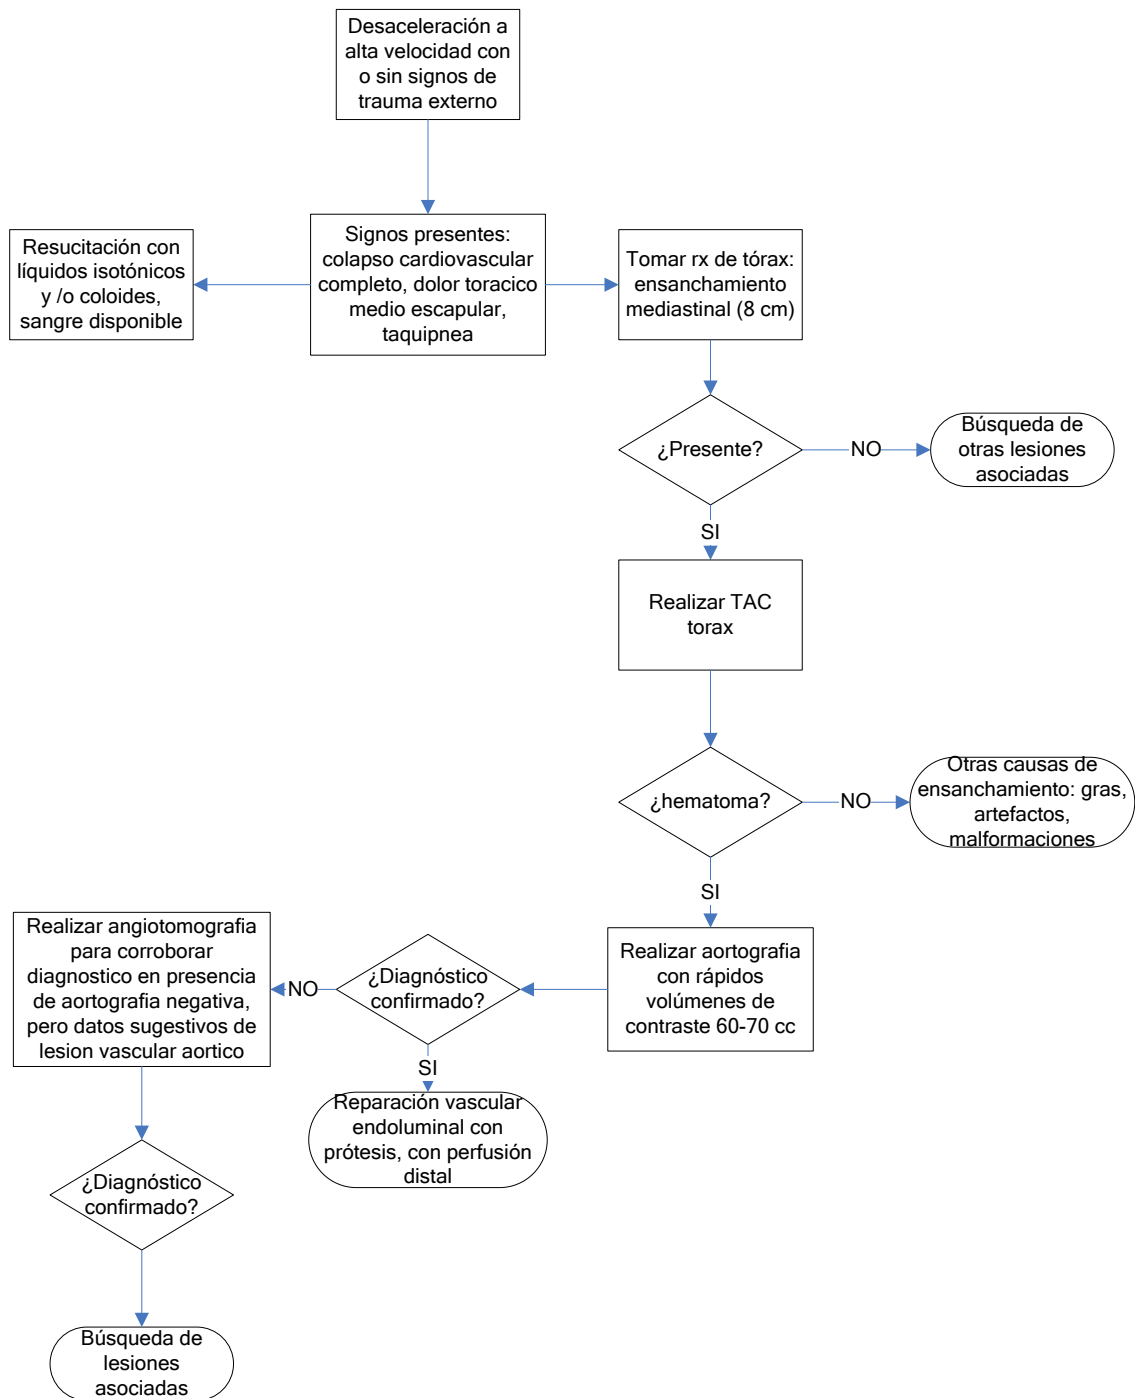 Desaceleración a
alta velocidad con
o sin signos de
trauma externo
Resucitación con
líquidos isotónicos
y /o coloides,
sangre disponible
Signos presentes:
colapso cardiovascular
completo, dolor toracico
medio escapular,
taquipnea
Tomar rx de tórax:
ensanchamiento
mediastinal (8 cm)
¿Presente?
NO
Búsqueda de
otras lesiones
asociadas
SI
Realizar TAC
torax
¿hematoma?
NO
Otras causas de
ensanchamiento: gras,
artefactos,
malformaciones
SI
Realizar aortografia
con rápidos
volúmenes de
contraste 60-70 cc
¿Diagnóstico
confirmado?
NO
Realizar angiotomografia
para corroborar
diagnostico en presencia
de aortografia negativa,
pero datos sugestivos de
lesion vascular aortico
SI
Reparación vascular
endoluminal con
prótesis, con perfusión
distal
¿Diagnóstico
confirmado?
Búsqueda de
lesiones
asociadas